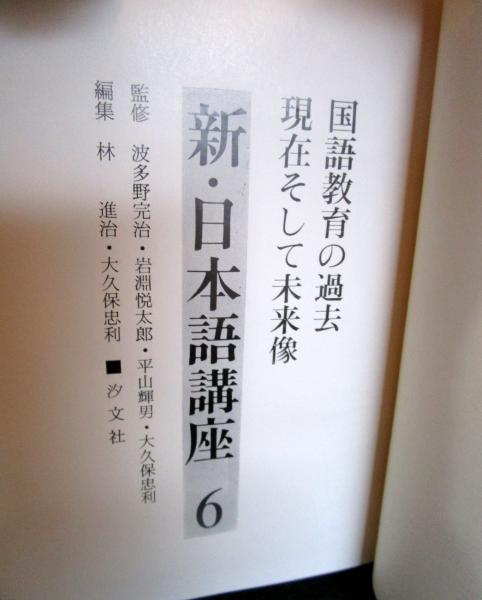 国語教育の過去
現在そして未来像
新・日本語講座 6
監修 波多野完治・岩淵悦太郎・平山輝男・大久保忠利
編集 林 進治・大久保忠利 ■ 汐文社